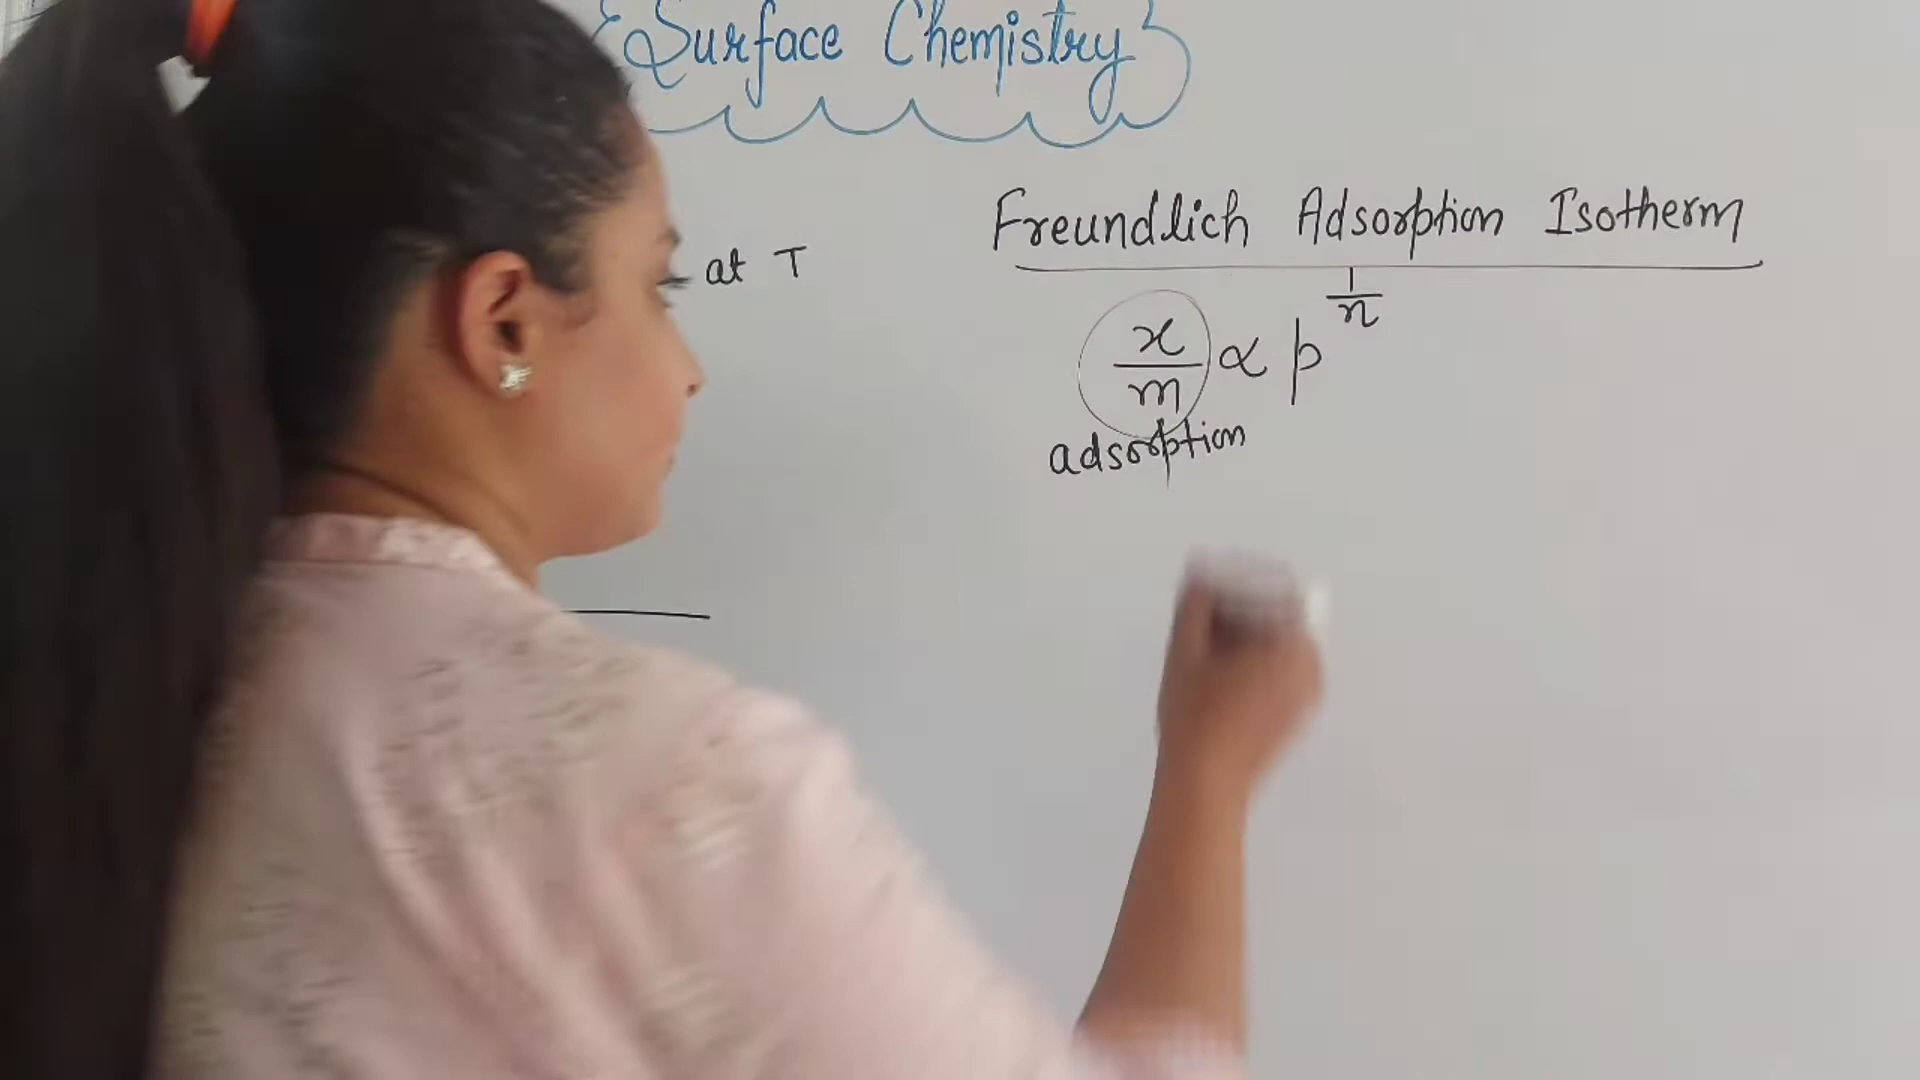 Surface Chemistry
at T
Freundlich Adsorption Isotherm
x/m ∝ p^1/n
adsorption